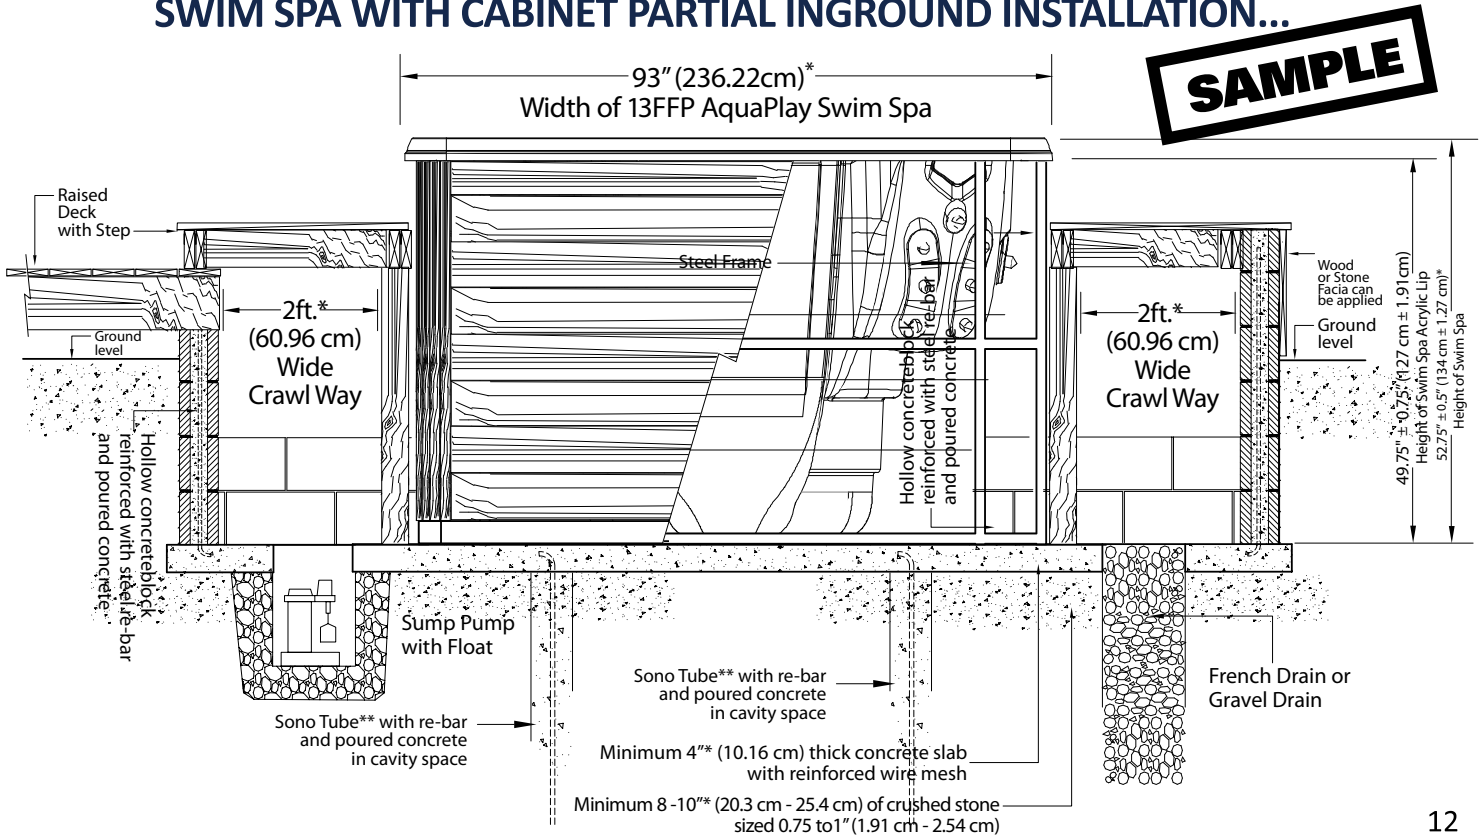 SWIM SPA WITH CABINET PARTIAL INGROUND INSTALLATION...
SAMPLE
93” (236.22cm)*
Width of 13FFP AquaPlay Swim Spa
Raised
Deck
with Step
Steel Frame
2ft.*
(60.96 cm)
Wide
Crawl Way
2ft.*
(60.96 cm)
Wide
Crawl Way
Ground
level
Wood
or Stone
Facia can
be applied
Ground
level
49.75" ± 0.75" (127 cm ± 1.91cm)
Height of Swim Spa Acrylic Lip
52.75” ± 0.5” (134 cm ± 1.27 cm)*
Height of Swim Spa
Hollow concreteblock
reinforced with steel re-bar
and poured concrete
Hollow concreteblock
reinforced with steel re-bar
and poured concrete
Sump Pump
with Float
Sono Tube** with re-bar
and poured concrete
in cavity space
Sono Tube** with re-bar
and poured concrete
in cavity space
French Drain or
Gravel Drain
Minimum 4”* (10.16 cm) thick concrete slab
with reinforced wire mesh
Minimum 8 -10”* (20.3 cm - 25.4 cm) of crushed stone
sized 0.75 to1” (1.91 cm - 2.54 cm)
12